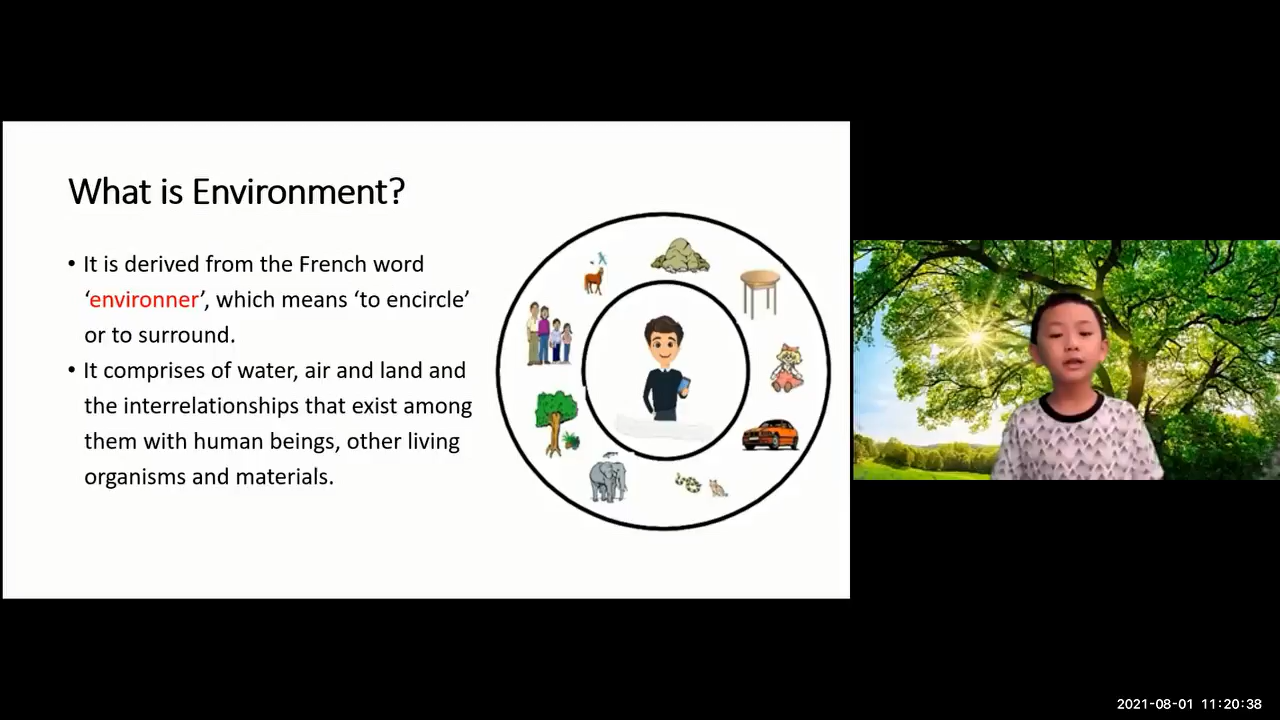 What is Environment?
• It is derived from the French word
‘environner’, which means ‘to encircle’
or to surround.
• It comprises of water, air and land and
the interrelationships that exist among
them with human beings, other living
organisms and materials.
2021-08-01 11:20:38